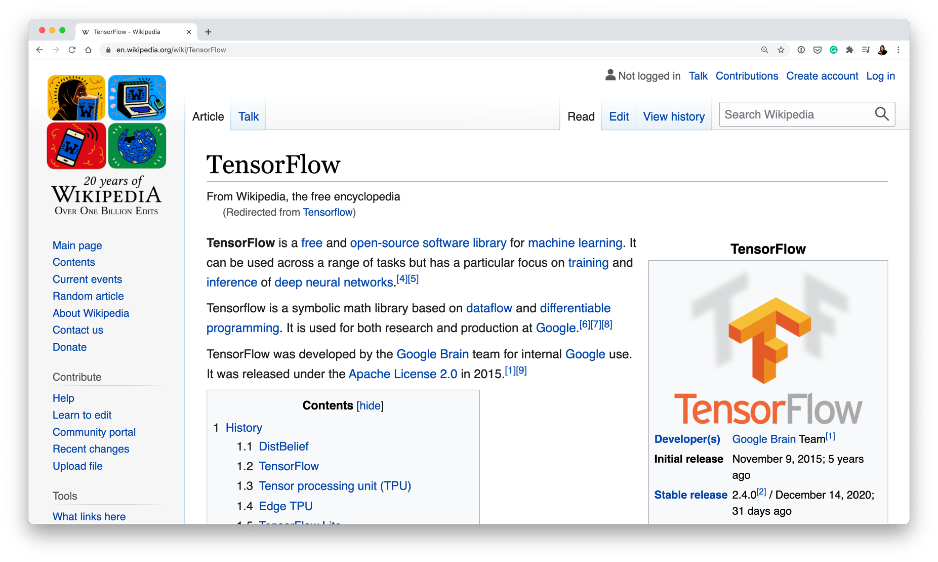 TensorFlow - Wikipedia
en.wikipedia.org/wiki/TensorFlow
Not logged in Talk Contributions Create account Log in
Article Talk Read Edit View history Search Wikipedia
W
W
W
20 years of
WIKIPEDIA
OVER ONE BILLION EDITS
Main page
Contents
Current events
Random article
About Wikipedia
Contact us
Donate
Contribute
Help
Learn to edit
Community portal
Recent changes
Upload file
Tools
What links here
TensorFlow
From Wikipedia, the free encyclopedia
(Redirected from Tensorflow)
TensorFlow is a free and open-source software library for machine learning. It
can be used across a range of tasks but has a particular focus on training and
inference of deep neural networks.[4][5]
Tensorflow is a symbolic math library based on dataflow and differentiable
programming. It is used for both research and production at Google.[6][7][8]
TensorFlow was developed by the Google Brain team for internal Google use.
It was released under the Apache License 2.0 in 2015.[1][9]
Contents [hide]
1 History
1.1 DistBelief
1.2 TensorFlow
1.3 Tensor processing unit (TPU)
1.4 Edge TPU
1.5 TensorFlow Lite
TensorFlow
TensorFlow
Developer(s) Google Brain Team[1]
Initial release November 9, 2015; 5 years
ago
Stable release 2.4.0[2] / December 14, 2020;
31 days ago